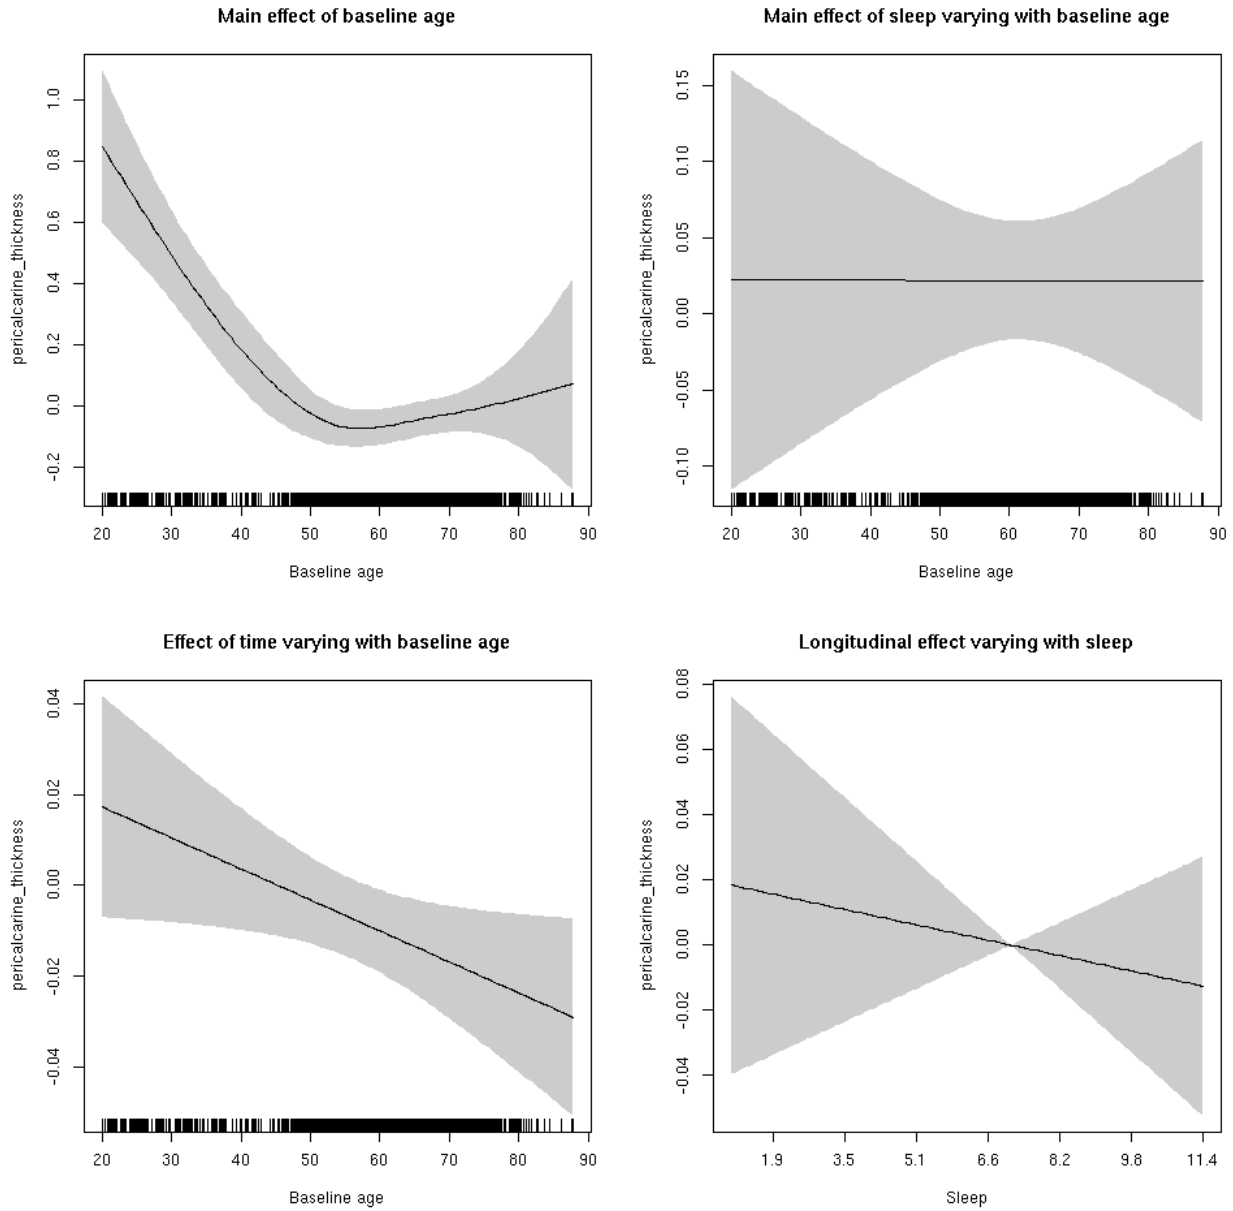 Main effect of baseline age
pericalcarine_thickness
1.0
0.8
0.6
0.4
0.2
0.0
-0.2
20 30 40 50 60 70 80 90
Baseline age
Main effect of sleep varying with baseline age
pericalcarine_thickness
0.15
0.10
0.05
0.00
-0.05
-0.10
20 30 40 50 60 70 80 90
Baseline age
Effect of time varying with baseline age
pericalcarine_thickness
0.04
0.02
0.00
-0.02
-0.04
20 30 40 50 60 70 80 90
Baseline age
Longitudinal effect varying with sleep
pericalcarine_thickness
0.08
0.06
0.04
0.02
0.00
-0.02
-0.04
1.9 3.5 5.1 6.6 8.2 9.8 11.4
Sleep